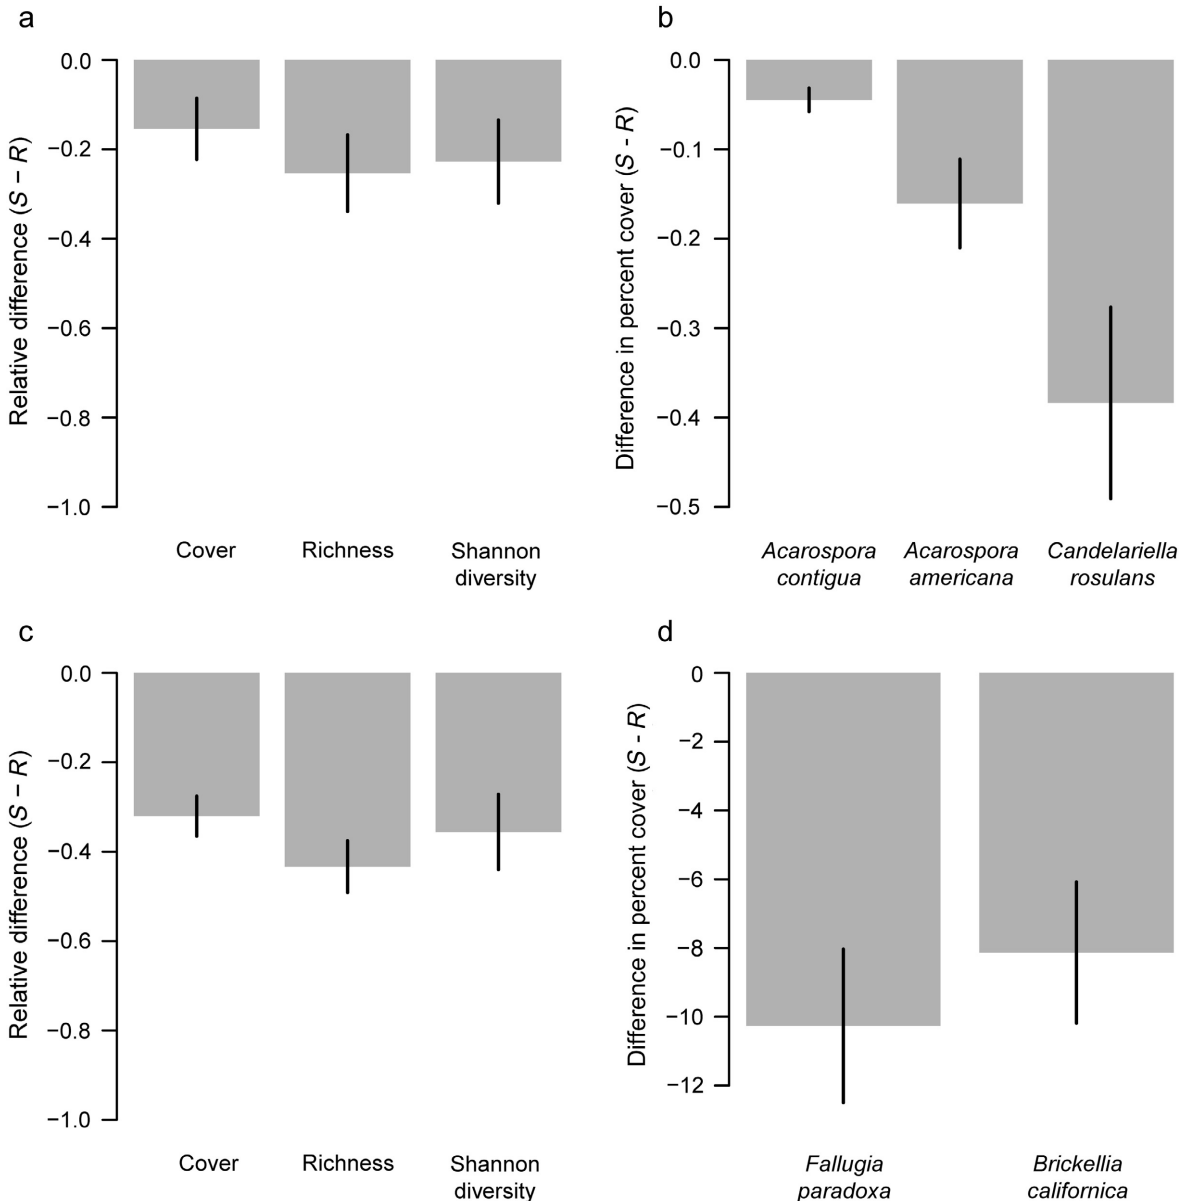 a
0.0
−0.2
−0.4
−0.6
−0.8
−1.0
Relative difference (S − R)
Cover
Richness
Shannon
diversity
b
0.0
−0.1
−0.2
−0.3
−0.4
−0.5
Difference in percent cover (S - R)
Acarospora
contigua
Acarospora
americana
Candelariella
rosulans
c
0.0
−0.2
−0.4
−0.6
−0.8
−1.0
Relative difference (S − R)
Cover
Richness
Shannon
diversity
d
0
−2
−4
−6
−8
−10
−12
Difference in percent cover (S - R)
Fallugia
paradoxa
Brickellia
californica